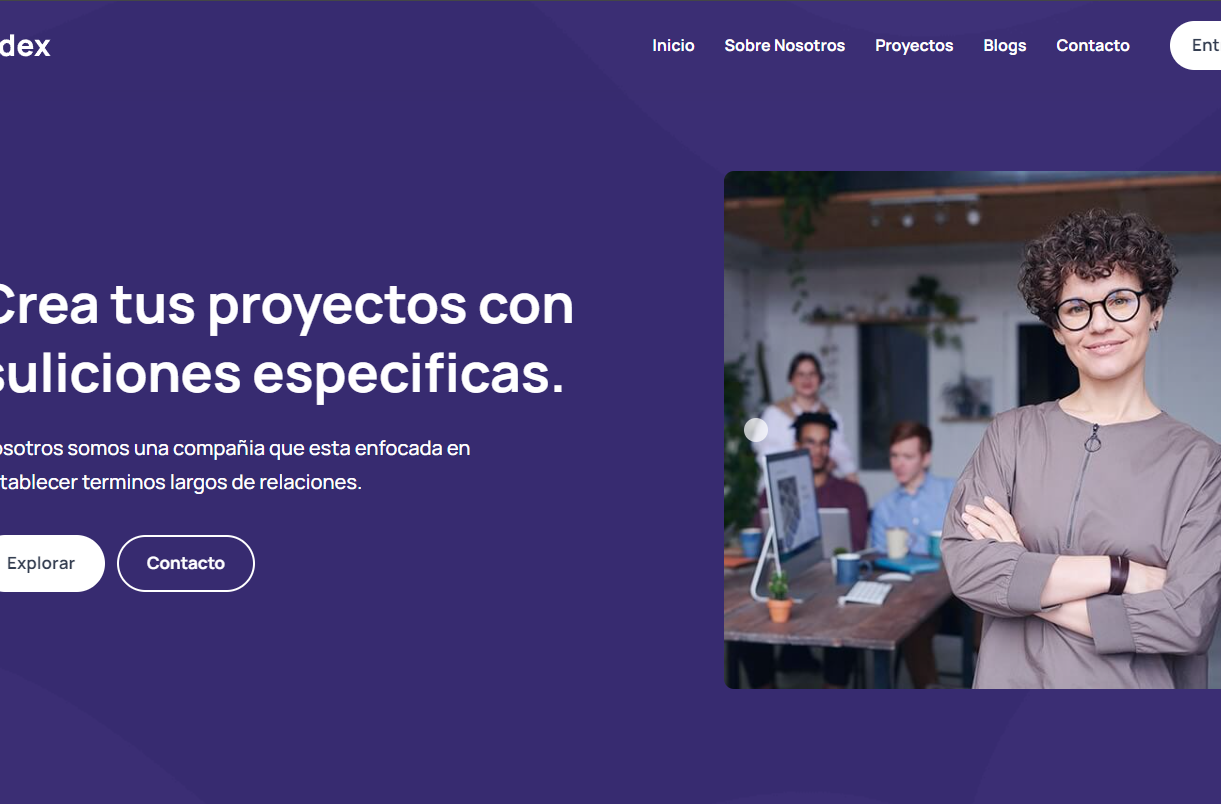 dex
Inicio Sobre Nosotros Proyectos Blogs Contacto Ent
Crea tus proyectos con
suliciones especificas.
osotros somos una compañia que esta enfocada en
tablecer terminos largos de relaciones.
Explorar Contacto